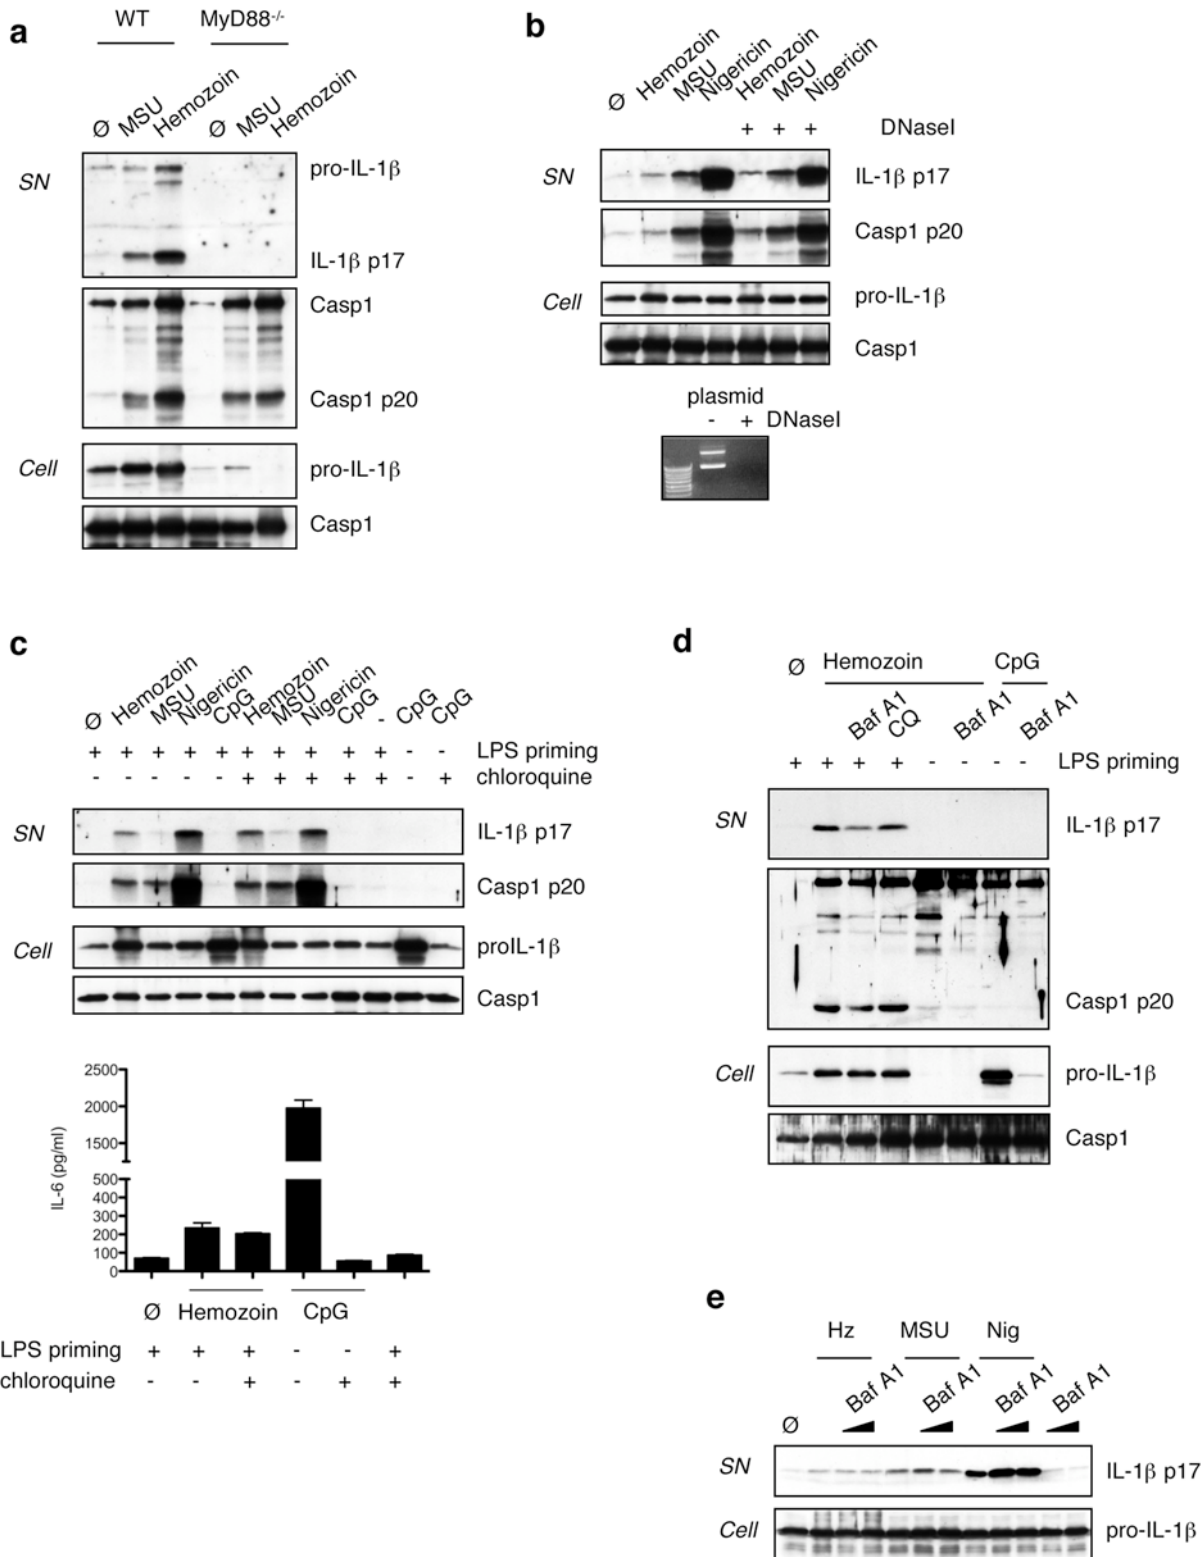 a
WT MyD88-/-
Ø MSU Hemozoin Ø MSU Hemozoin
SN
pro-IL-1β
IL-1β p17
Casp1
Casp1 p20
Cell
pro-IL-1β
Casp1
b
Ø Hemozoin MSU Nigericin Hemozoin MSU Nigericin
+ + + DNaseI
SN
IL-1β p17
Casp1 p20
Cell
pro-IL-1β
Casp1
plasmid
- + DNaseI
c
Ø Hemozoin MSU Nigericin CpG Hemozoin MSU Nigericin CpG - CpG CpG
+ + + + + + + + + + - - LPS priming
- - - - - + + + + + - + chloroquine
SN
IL-1β p17
Casp1 p20
Cell
proIL-1β
Casp1
2500
2000
1500
500
400
300
200
100
0
IL-6 (pg/ml)
Ø Hemozoin CpG
LPS priming + + + - - +
chloroquine - - + - + +
d
Ø Hemozoin CpG
Baf A1 CQ Baf A1 Baf A1
+ + + + - - - - LPS priming
SN
IL-1β p17
Casp1 p20
Cell
pro-IL-1β
Casp1
e
Hz MSU Nig
Ø Baf A1 Baf A1 Baf A1 Baf A1
SN
IL-1β p17
Cell
pro-IL-1β